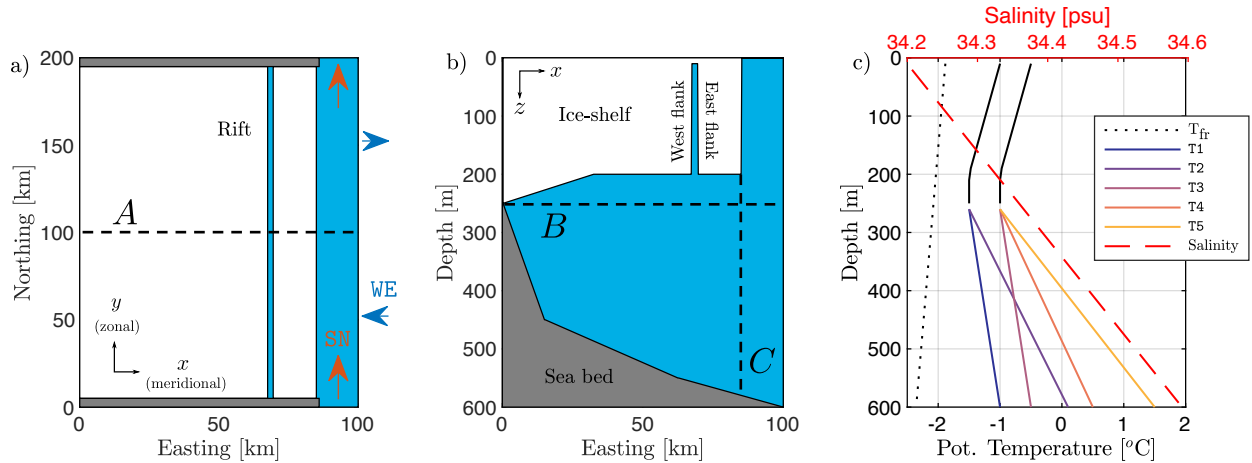 a)
200
150
100
50
0
Northing [km]
0
50
100
Easting [km]
Rift
A
WE
SN
y
(zonal)
x
(meridional)
b)
0
100
200
300
400
500
600
Depth [m]
0
50
100
Easting [km]
x
z
Ice-shelf
West flank
East flank
B
C
Sea bed
Salinity [psu]
34.2 34.3 34.4 34.5 34.6
c)
0
100
200
300
400
500
600
Depth [m]
-2 -1 0 1 2
Pot. Temperature [°C]
T_fr
T1
T2
T3
T4
T5
Salinity